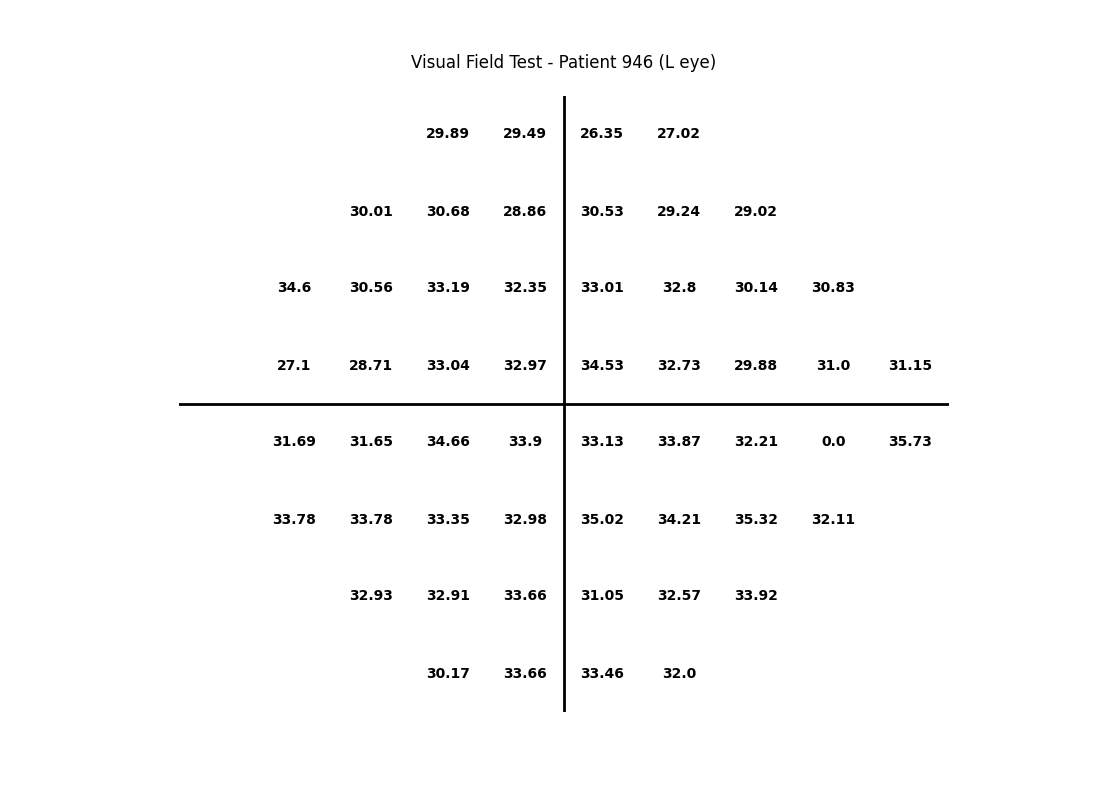 Visual Field Test - Patient 946 (L eye)
29.89 29.49 26.35 27.02
30.01 30.68 28.86 30.53 29.24 29.02
34.6 30.56 33.19 32.35 33.01 32.8 30.14 30.83
27.1 28.71 33.04 32.97 34.53 32.73 29.88 31.0 31.15
31.69 31.65 34.66 33.9 33.13 33.87 32.21 0.0 35.73
33.78 33.78 33.35 32.98 35.02 34.21 35.32 32.11
32.93 32.91 33.66 31.05 32.57 33.92
30.17 33.66 33.46 32.0